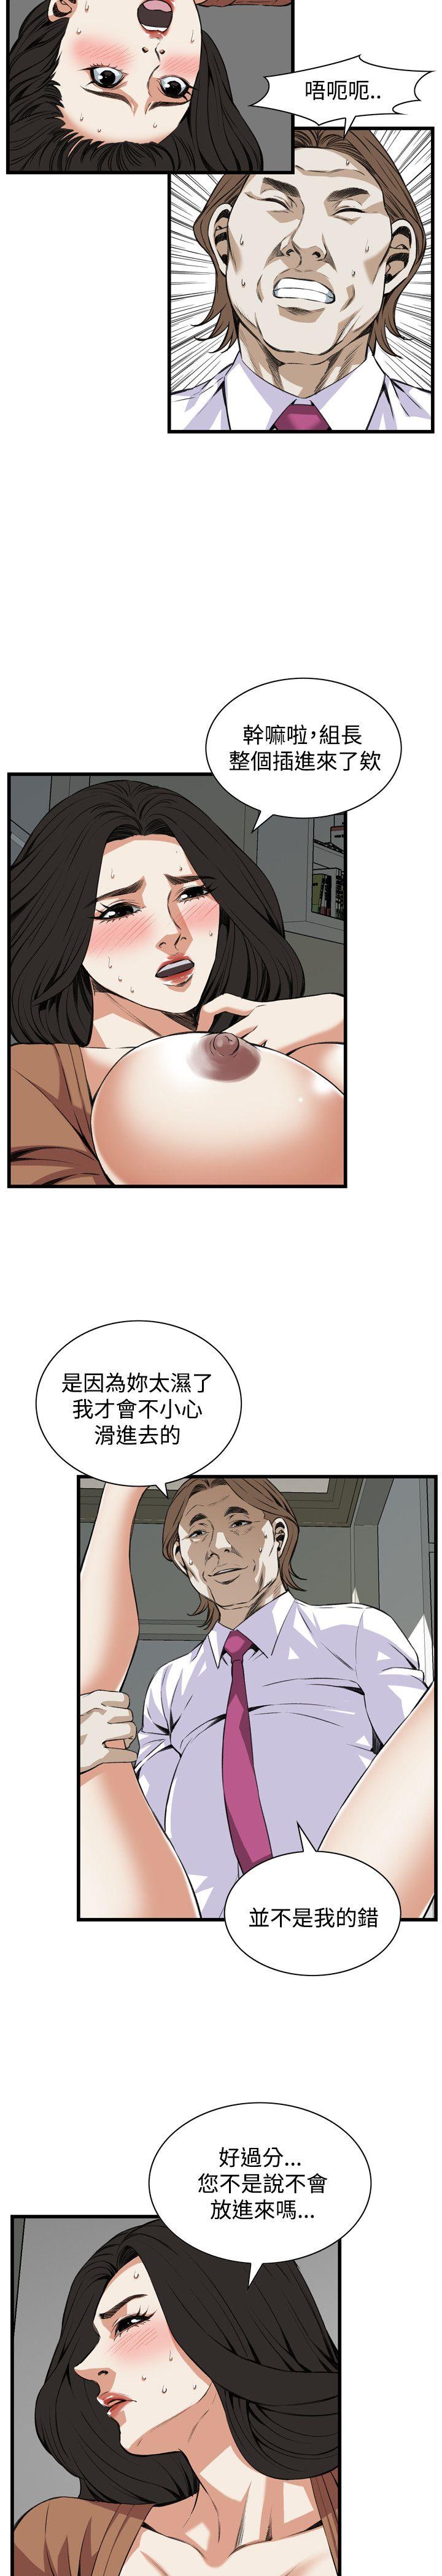 唔呃呃..
幹嘛啦,組長
整個插進來了欸
是因為妳太濕了
我才會不小心
滑進去的
並不是我的錯
好過分...
您不是說不會
放進來嗎...